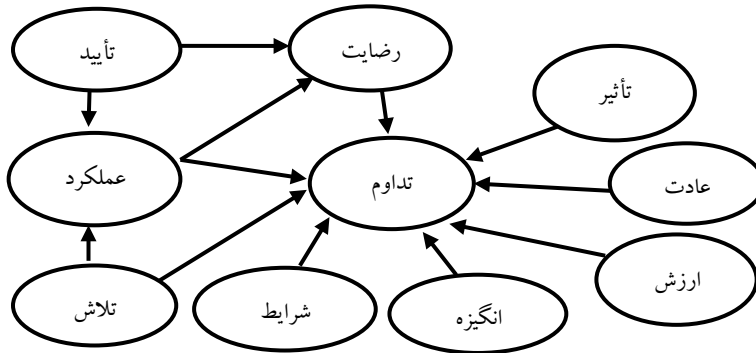 تأیید
رضایت
تأثیر
عملکرد
تداوم
عادت
ارزش
تلاش
شرایط
انگیزه